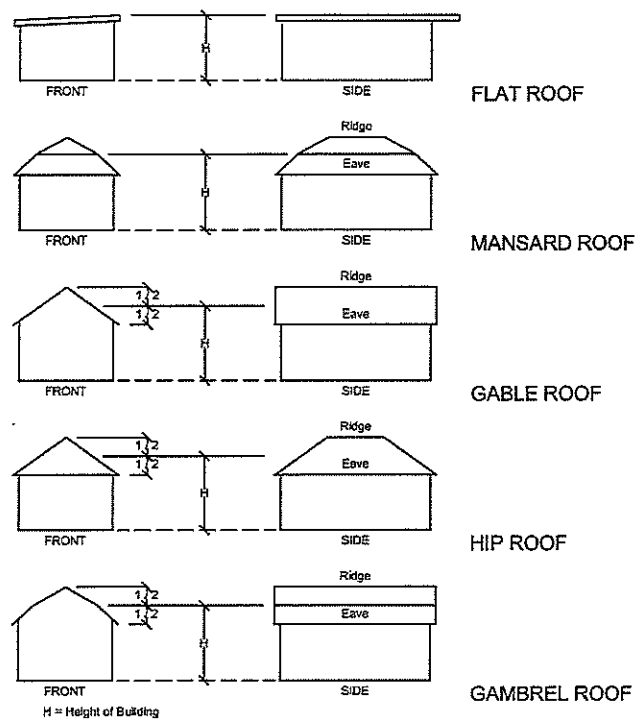 H
FRONT SIDE FLAT ROOF
Ridge
Eave
H
FRONT SIDE MANSARD ROOF
Ridge
1/2
1/2 Eave
H
FRONT SIDE GABLE ROOF
Ridge
1/2
1/2 Eave
H
FRONT SIDE HIP ROOF
Ridge
1/2
1/2 Eave
H
FRONT SIDE GAMBREL ROOF
H = Height of Building